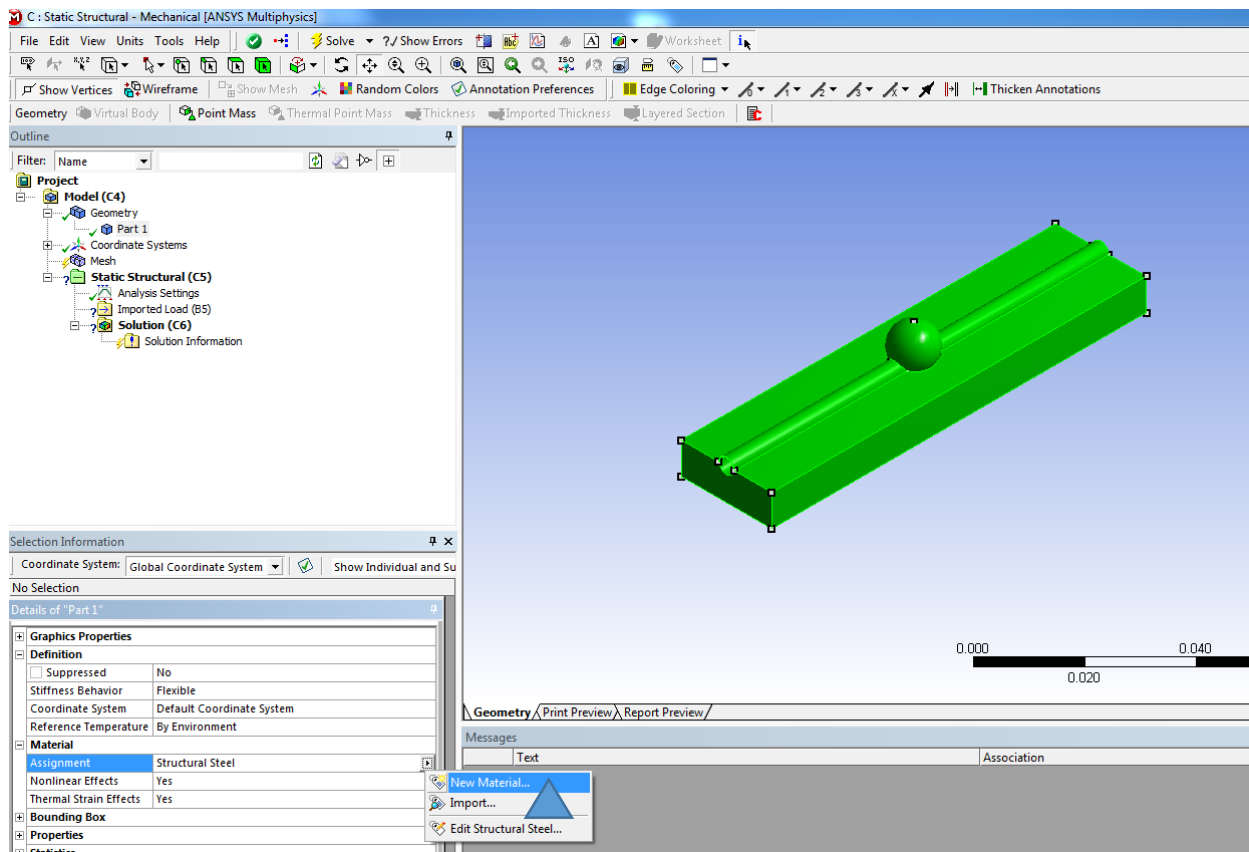 C : Static Structural - Mechanical [ANSYS Multiphysics]
File Edit View Units Tools Help Solve ?/ Show Errors Worksheet
Show Vertices Wireframe Show Mesh Random Colors Annotation Preferences Edge Coloring Thicken Annotations
Geometry Virtual Body Point Mass Thermal Point Mass Thickness Imported Thickness Layered Section
Outline
Filter: Name
Project
Model (C4)
Geometry
Part 1
Coordinate Systems
Mesh
Static Structural (C5)
Analysis Settings
Imported Load (B5)
Solution (C6)
Solution Information
Selection Information
Coordinate System: Global Coordinate System Show Individual and Su
No Selection
Details of "Part 1"
Graphics Properties
Definition
Suppressed No
Stiffness Behavior Flexible
Coordinate System Default Coordinate System
Reference Temperature By Environment
Material
Assignment Structural Steel
Nonlinear Effects Yes
Thermal Strain Effects Yes
Bounding Box
Properties
Statistics
New Material...
Import...
Edit Structural Steel...
0.000 0.040
0.020
Geometry Print Preview Report Preview
Messages
Text Association